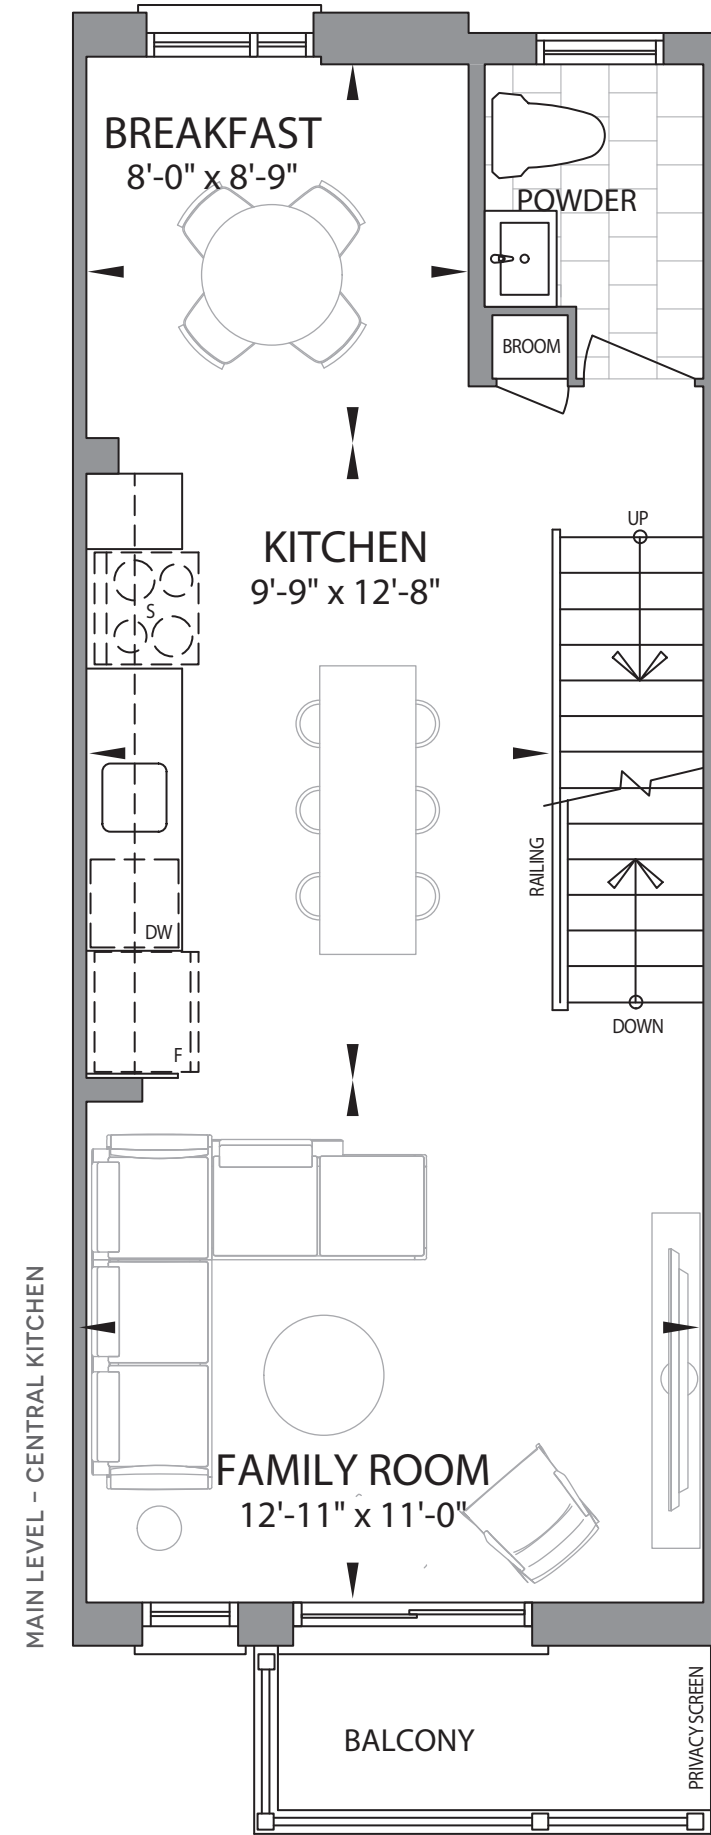 BREAKFAST
8'-0" x 8'-9"
POWDER
BROOM
KITCHEN
9'-9" x 12'-8"
UP
S
RAILING
DW
F
DOWN
MAIN LEVEL – CENTRAL KITCHEN
FAMILY ROOM
12'-11" x 11'-0"
BALCONY
PRIVACY SCREEN